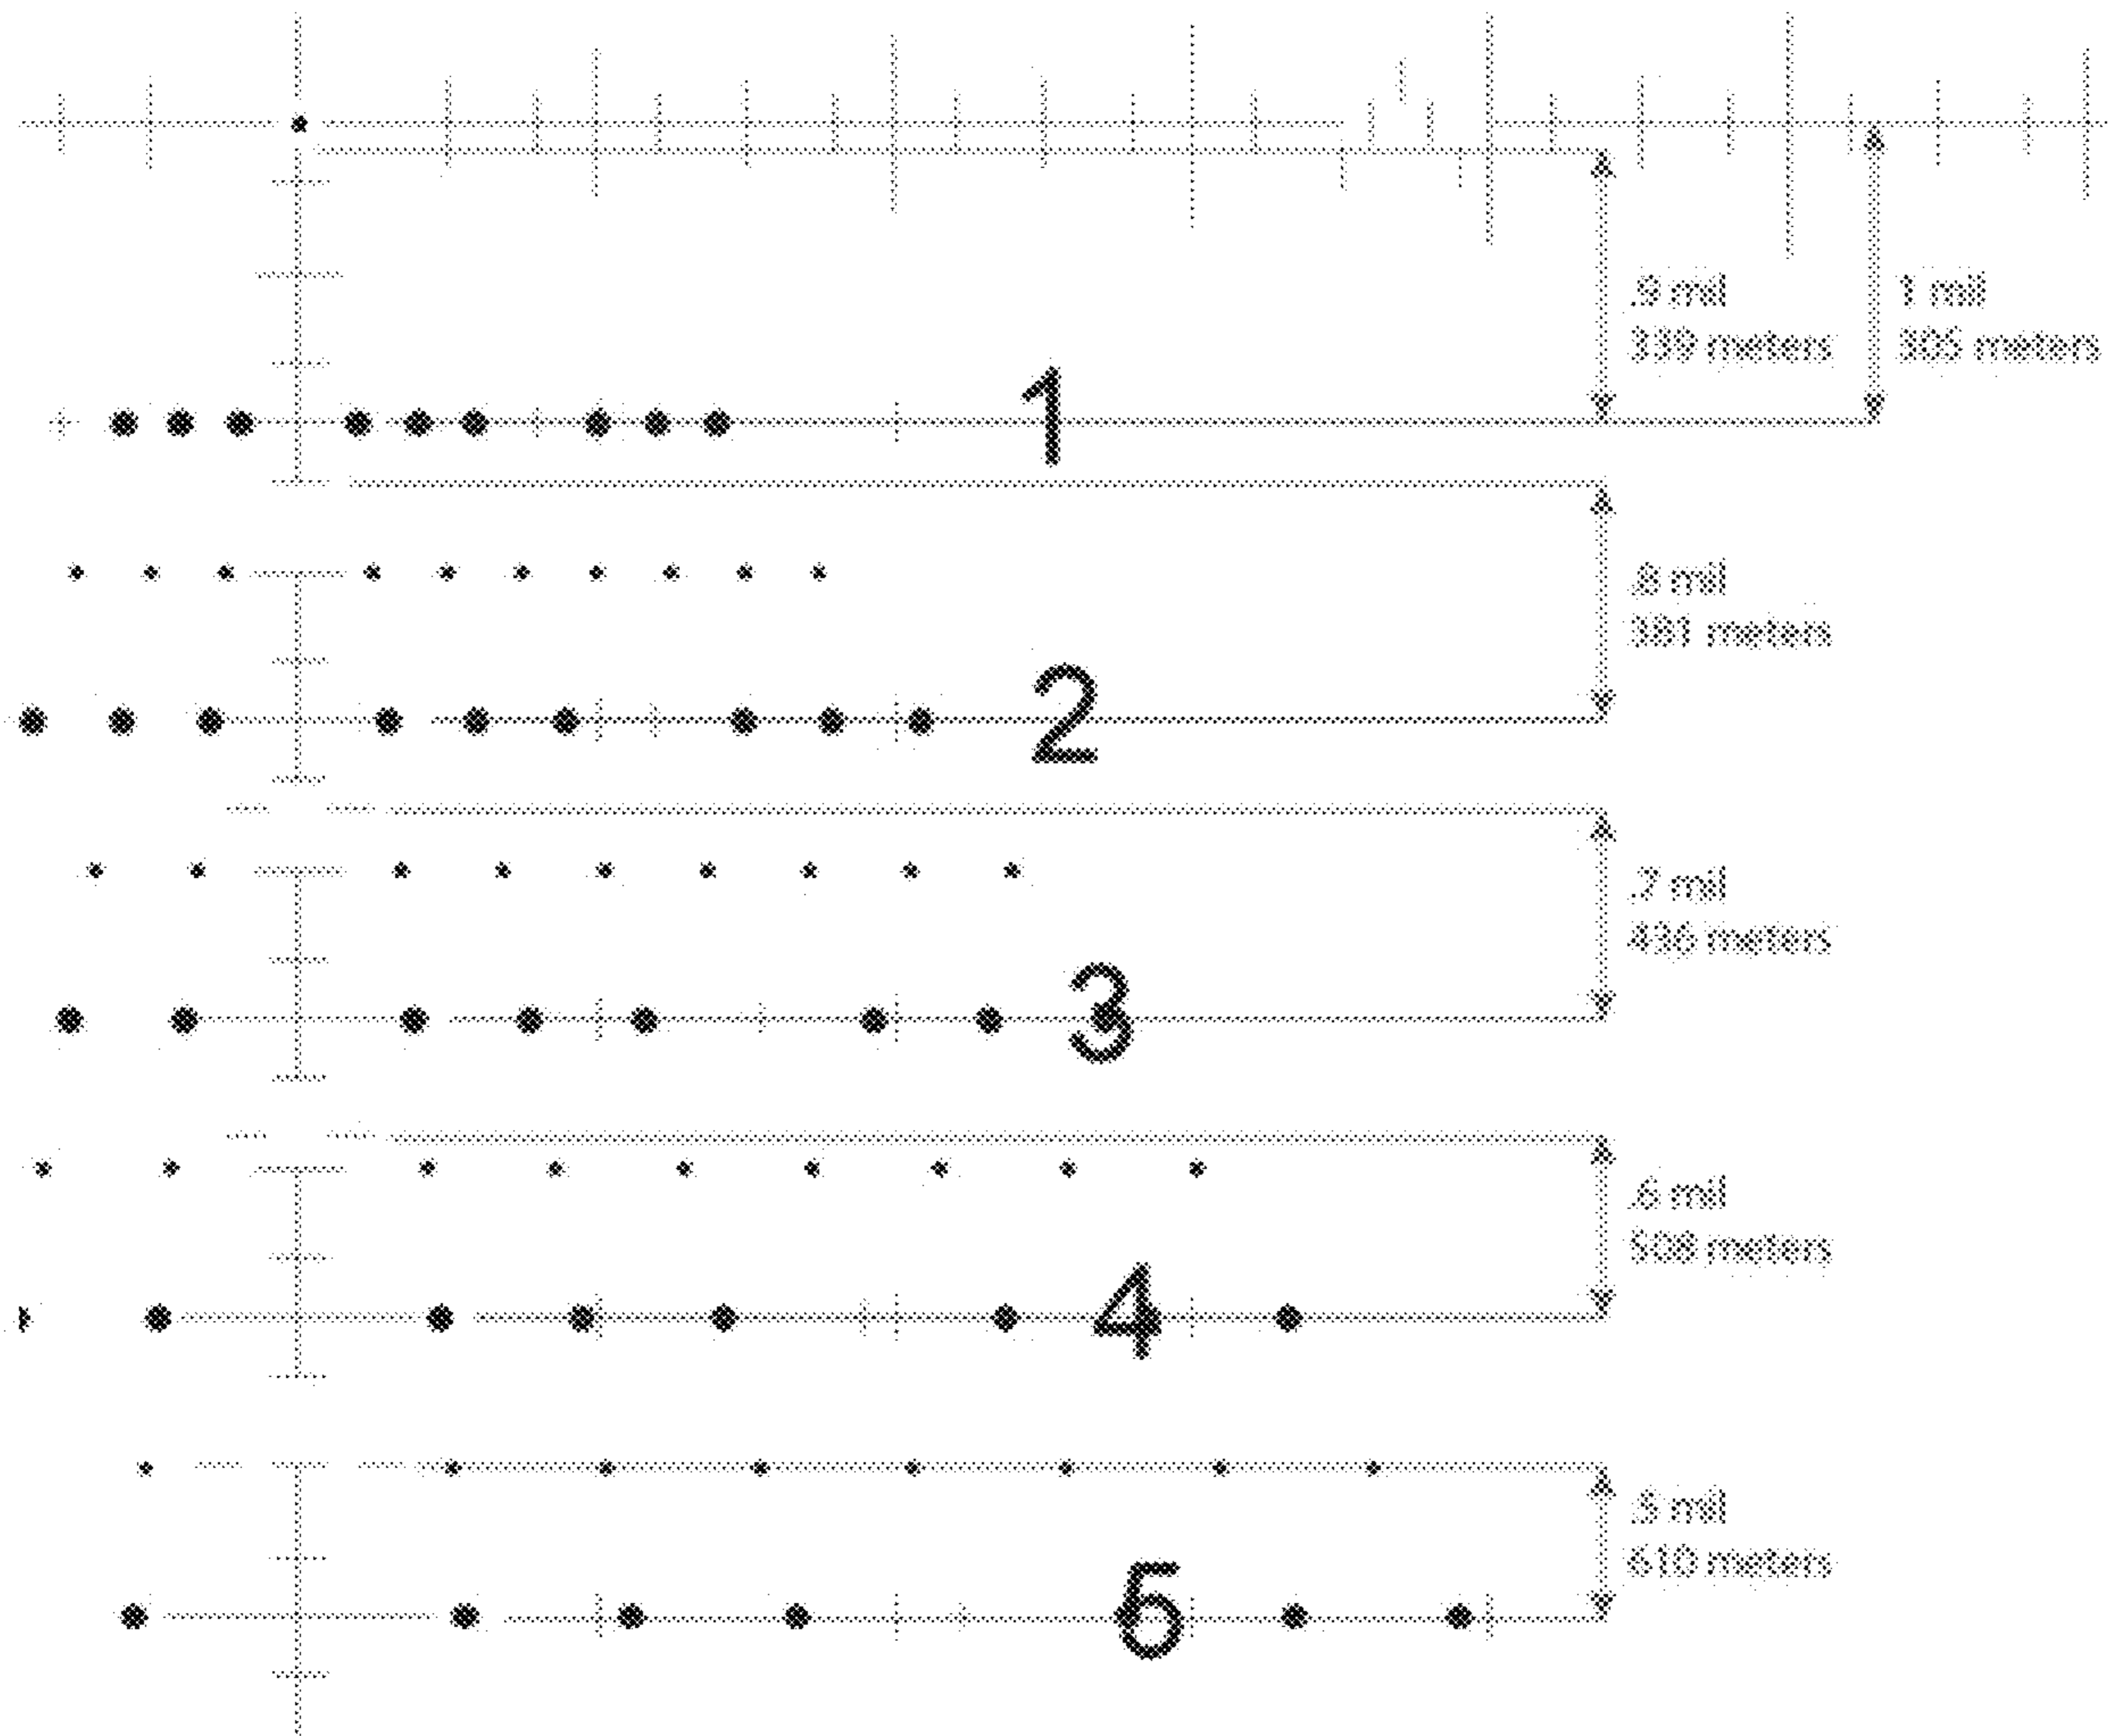 .9 mil
339 meters
1 mil
305 meters
1
.8 mil
381 meters
2
.7 mil
436 meters
3
.6 mil
508 meters
4
.5 mil
610 meters
5